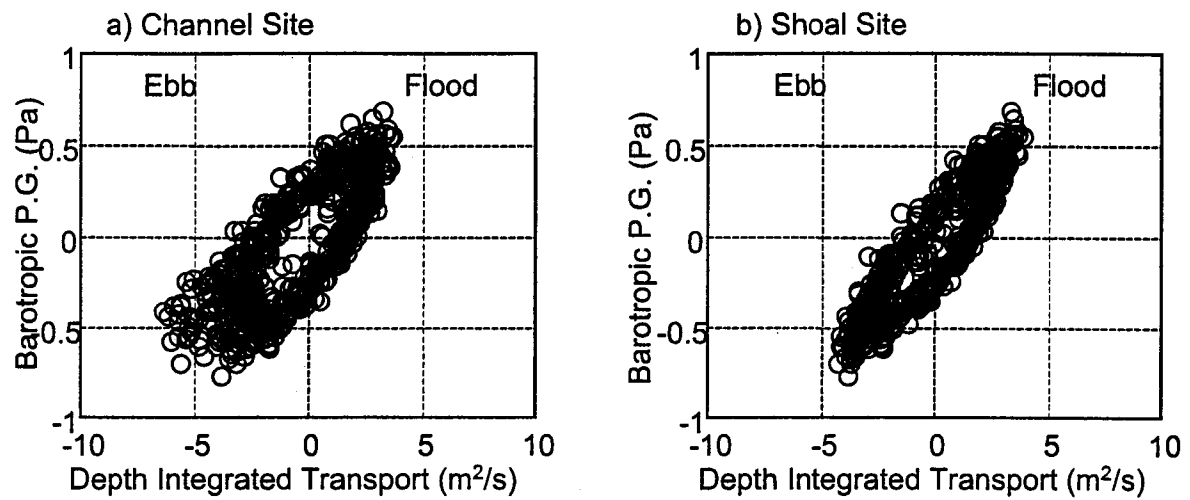 a) Channel Site
1
Ebb
Flood
0.5
0
-0.5
-1
Barotropic P.G. (Pa)
-10
-5
0
5
10
Depth Integrated Transport (m²/s)
b) Shoal Site
1
Ebb
Flood
0.5
0
-0.5
-1
Barotropic P.G. (Pa)
-10
-5
0
5
10
Depth Integrated Transport (m²/s)